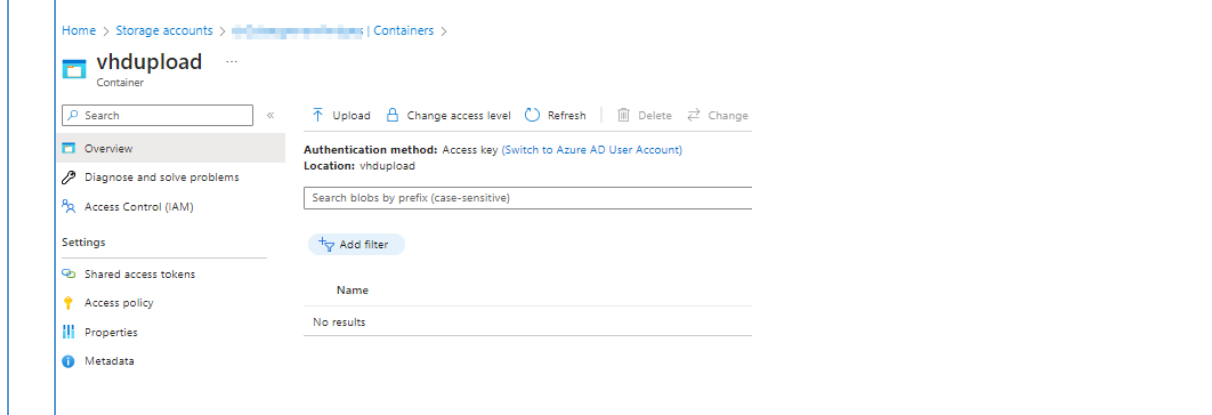 Home > Storage accounts > | Containers >
vhdupload ...
Container
Search «
Overview
Diagnose and solve problems
Access Control (IAM)
Settings
Shared access tokens
Access policy
Properties
Metadata
Upload Change access level Refresh Delete Change
Authentication method: Access key (Switch to Azure AD User Account)
Location: vhdupload
Search blobs by prefix (case-sensitive)
Add filter
Name
No results